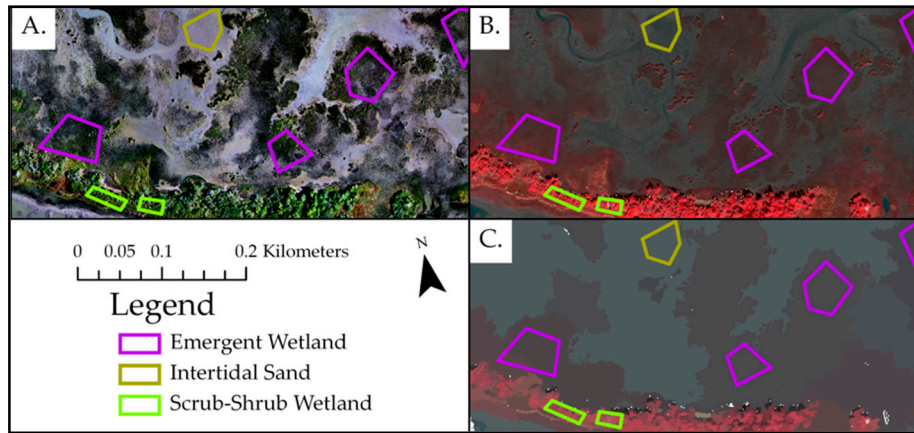 A.
B.
0 0.05 0.1 0.2 Kilometers
N
Legend
Emergent Wetland
Intertidal Sand
Scrub-Shrub Wetland
C.